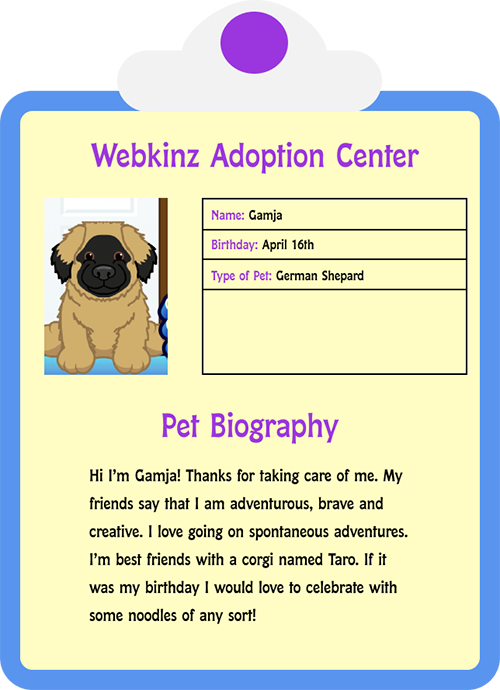 Webkinz Adoption Center
Name: Gamja
Birthday: April 16th
Type of Pet: German Shepard
Pet Biography
Hi I'm Gamja! Thanks for taking care of me. My
friends say that I am adventurous, brave and
creative. I love going on spontaneous adventures.
I'm best friends with a corgi named Taro. If it
was my birthday I would love to celebrate with
some noodles of any sort!